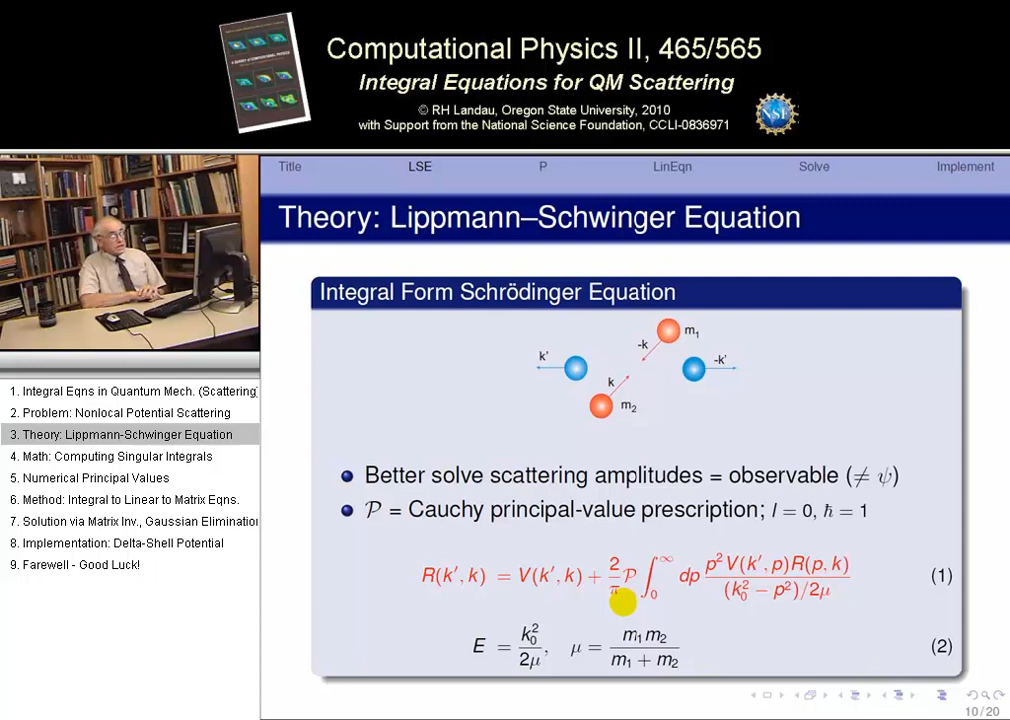 Computational Physics II, 465/565
Integral Equations for QM Scattering
© RH Landau, Oregon State University, 2010
with Support from the National Science Foundation, CCLI-0836971
NSF
Title LSE P LinEqn Solve Implement
Theory: Lippmann–Schwinger Equation
Integral Form Schrödinger Equation
m₁
-k
k'
-k'
k
m₂
Better solve scattering amplitudes = observable (≠ ψ)
𝒫 = Cauchy principal-value prescription; l = 0, ℏ = 1
R(k', k) = V(k', k) + 2/π 𝒫 ∫₀^∞ dp p² V(k', p)R(p, k) / (k₀² − p²)/2μ (1)
E = k₀²/2μ, μ = m₁m₂/(m₁ + m₂) (2)
10/20
1. Integral Eqns in Quantum Mech. (Scattering)
2. Problem: Nonlocal Potential Scattering
3. Theory: Lippmann-Schwinger Equation
4. Math: Computing Singular Integrals
5. Numerical Principal Values
6. Method: Integral to Linear to Matrix Eqns.
7. Solution via Matrix Inv., Gaussian Elimination
8. Implementation: Delta-Shell Potential
9. Farewell - Good Luck!